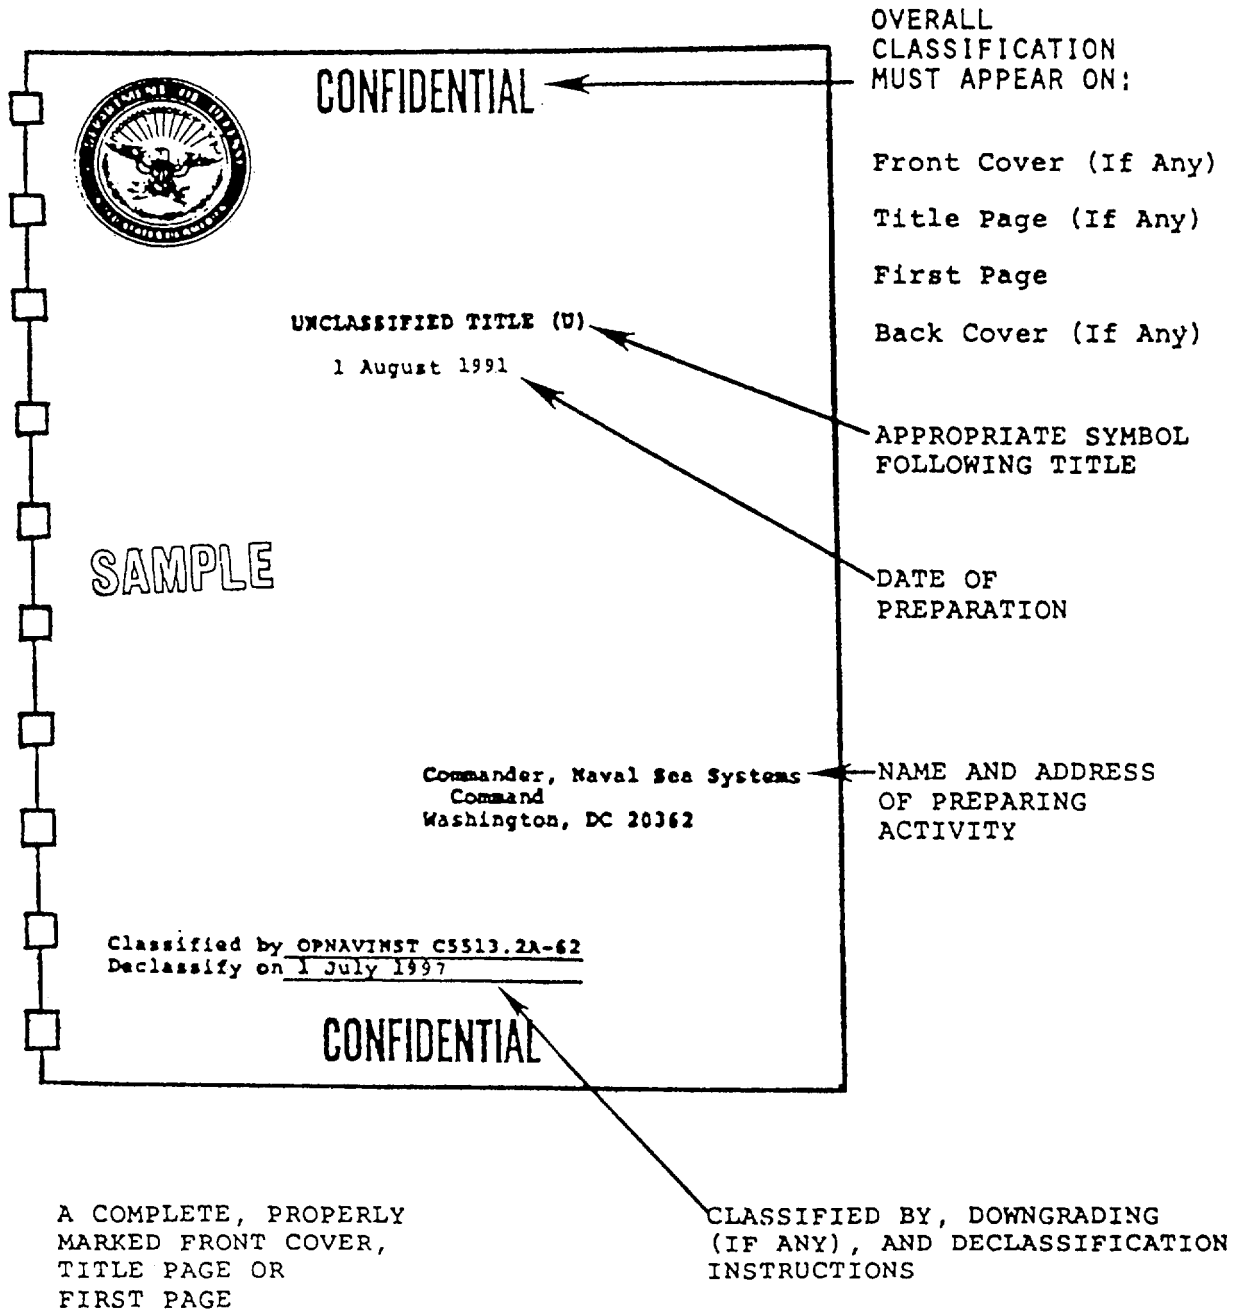 OVERALL
CLASSIFICATION
MUST APPEAR ON:
CONFIDENTIAL
DEPARTMENT OF DEFENSE
Front Cover (If Any)
Title Page (If Any)
First Page
Back Cover (If Any)
UNCLASSIFIED TITLE (U)
1 August 1991
APPROPRIATE SYMBOL
FOLLOWING TITLE
SAMPLE
DATE OF
PREPARATION
Commander, Naval Sea Systems
Command
Washington, DC 20362
NAME AND ADDRESS
OF PREPARING
ACTIVITY
Classified by OPNAVINST C5513.2A-62
Declassify on 1 July 1997
CONFIDENTIAL
A COMPLETE, PROPERLY
MARKED FRONT COVER,
TITLE PAGE OR
FIRST PAGE
CLASSIFIED BY, DOWNGRADING
(IF ANY), AND DECLASSIFICATION
INSTRUCTIONS